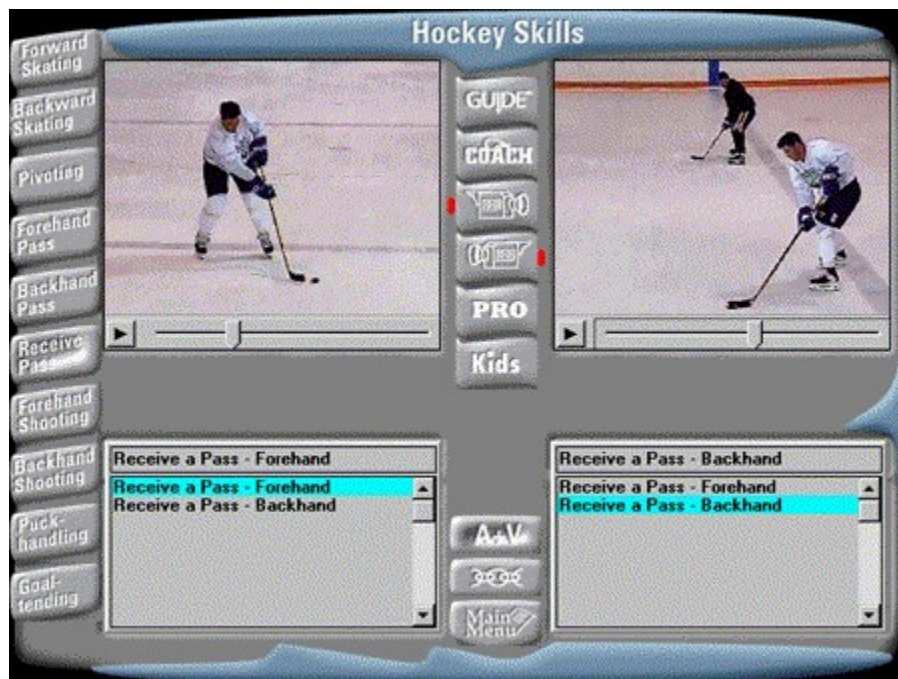 Hockey Skills
Forward
Skating
Backward
Skating
Pivoting
Forehand
Pass
Backhand
Pass
Receive
Pass
Forehand
Shooting
Backhand
Shooting
Puck-
handling
Goal-
tending
GUIDE
COACH
PRO
Kids
Receive a Pass - Forehand
Receive a Pass - Forehand
Receive a Pass - Backhand
A+V
Main
Menu
Receive a Pass - Backhand
Receive a Pass - Forehand
Receive a Pass - Backhand